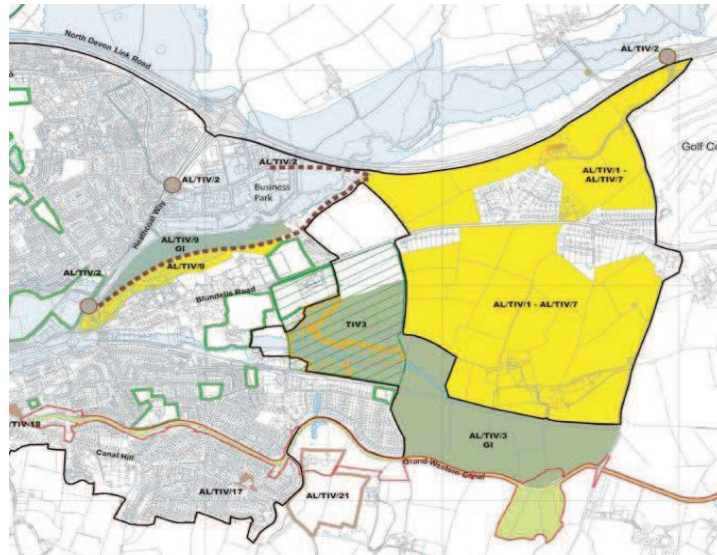 North Devon Link Road
AL/TIV/2
AL/TIV/2
AL/TIV/1 -
AL/TIV/7
Golf Co
AL/TIV/2
Business
Park
Heathcoat Way
AL/TIV/9
GI
AL/TIV/9
AL/TIV/2
Blundells Road
AL/TIV/1 - AL/TIV/7
TIV3
/TIV-18
AL/TIV/3
GI
Canal Hill
Grand Western Canal
AL/TIV/17
AL/TIV/21